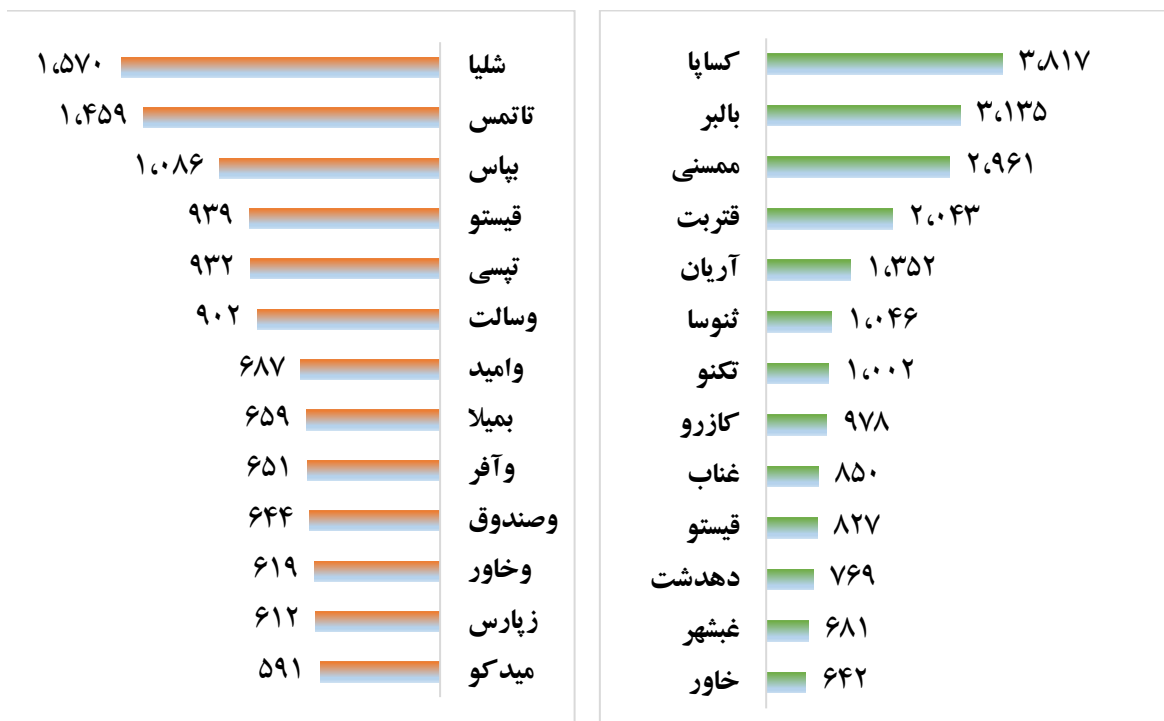 کساپا ۳،۸۱۷
بالبر ۳،۱۳۵
ممسنی ۲،۹۶۱
قتربت ۲،۰۴۳
آریان ۱،۳۵۲
ثنوسا ۱،۰۴۶
تکنو ۱،۰۰۲
کازرو ۹۷۸
غناب ۸۵۰
قیستو ۸۲۷
دهدشت ۷۶۹
غبشهر ۶۸۱
خاور ۶۴۲
شلیا ۱،۵۷۰
تاتمس ۱،۴۵۹
بپاس ۱،۰۸۶
قیستو ۹۳۹
تپسی ۹۳۲
وسالت ۹۰۲
وامید ۶۸۷
بمیلا ۶۵۹
وآفر ۶۵۱
وصندوق ۶۴۴
وخاور ۶۱۹
زپارس ۶۱۲
میدکو ۵۹۱